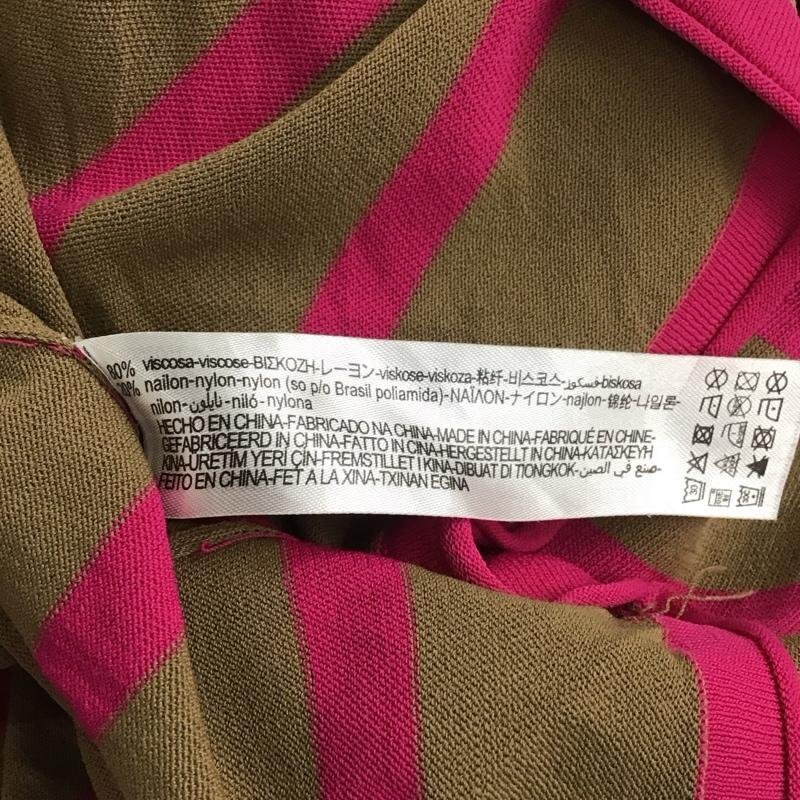 80% viscosa-viscose-ΒΙΣΚΟΖΗ-レーヨン-viskose-viskoza-粘纤-비스코스-فسكوز-biskosa
20% nailon-nylon-nylon (so p/o Brasil poliamida)-ΝΑΪΛΟΝ-ナイロン-najlon-锦纶-나일론-
nilon-نايلون-niló-nylona
HECHO EN CHINA-FABRICADO NA CHINA-MADE IN CHINA-FABRIQUÉ EN CHINE-
GEFABRICEERD IN CHINA-FATTO IN CINA-HERGESTELLT IN CHINA-ΚΑΤΑΣΚΕΥΗ
ΚΙΝΑ-ÜRETIM YERI ÇIN-FREMSTILLET I KINA-DIBUAT DI TIONGKOK-صنع في الصين-
FEITO EN CHINA-FET A LA XINA-TXINAN EGINA